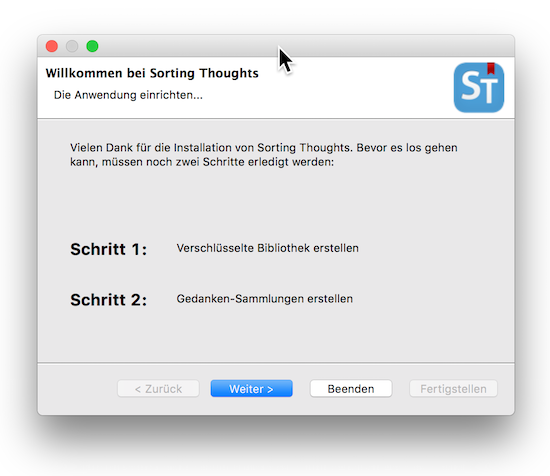 Willkommen bei Sorting Thoughts
Die Anwendung einrichten...
ST
Vielen Dank für die Installation von Sorting Thoughts. Bevor es los gehen
kann, müssen noch zwei Schritte erledigt werden:
Schritt 1: Verschlüsselte Bibliothek erstellen
Schritt 2: Gedanken-Sammlungen erstellen
< Zurück Weiter > Beenden Fertigstellen